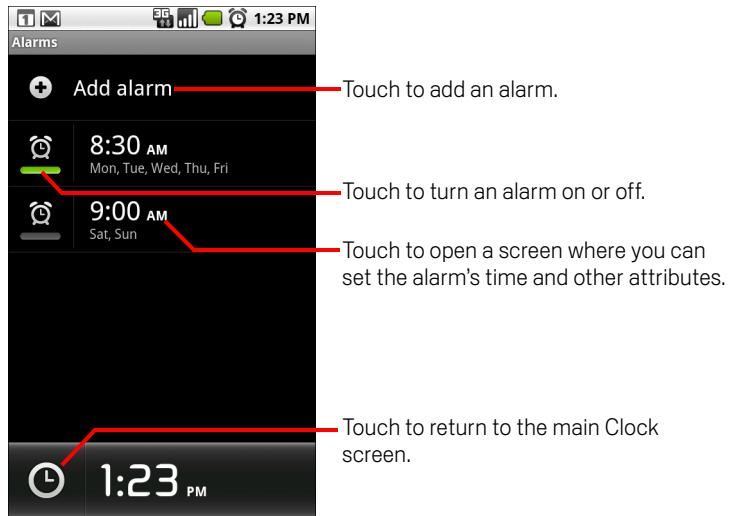 1 3G 1:23 PM
Alarms
Add alarm
Touch to add an alarm.
8:30 AM
Mon, Tue, Wed, Thu, Fri
Touch to turn an alarm on or off.
9:00 AM
Sat, Sun
Touch to open a screen where you can
set the alarm's time and other attributes.
Touch to return to the main Clock
screen.
1:23 PM